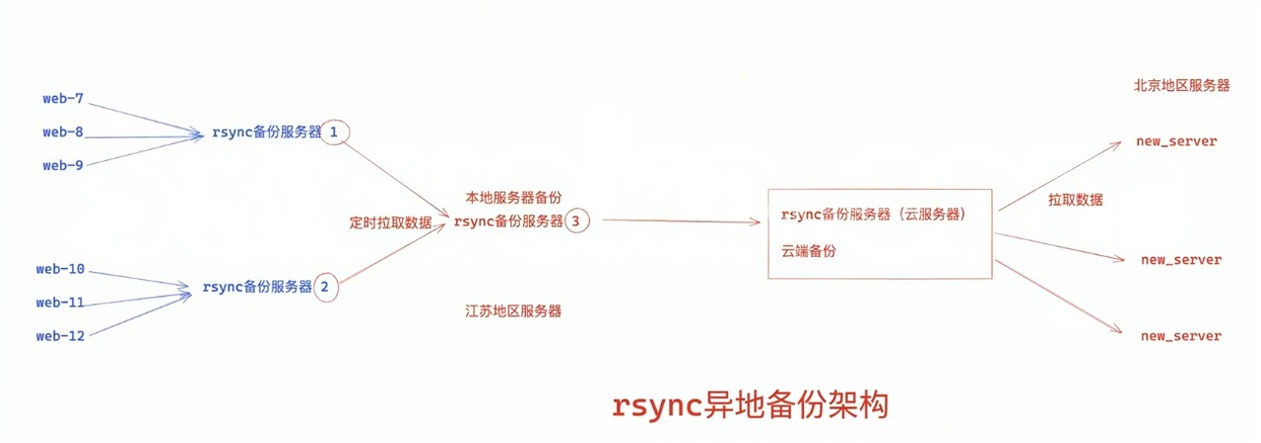 web-7
web-8
web-9
rsync备份服务器 1
web-10
web-11
web-12
rsync备份服务器 2
定时拉取数据
本地服务器备份
rsync备份服务器 3
江苏地区服务器
rsync备份服务器（云服务器）
云端备份
北京地区服务器
new_server
拉取数据
new_server
new_server
rsync异地备份架构